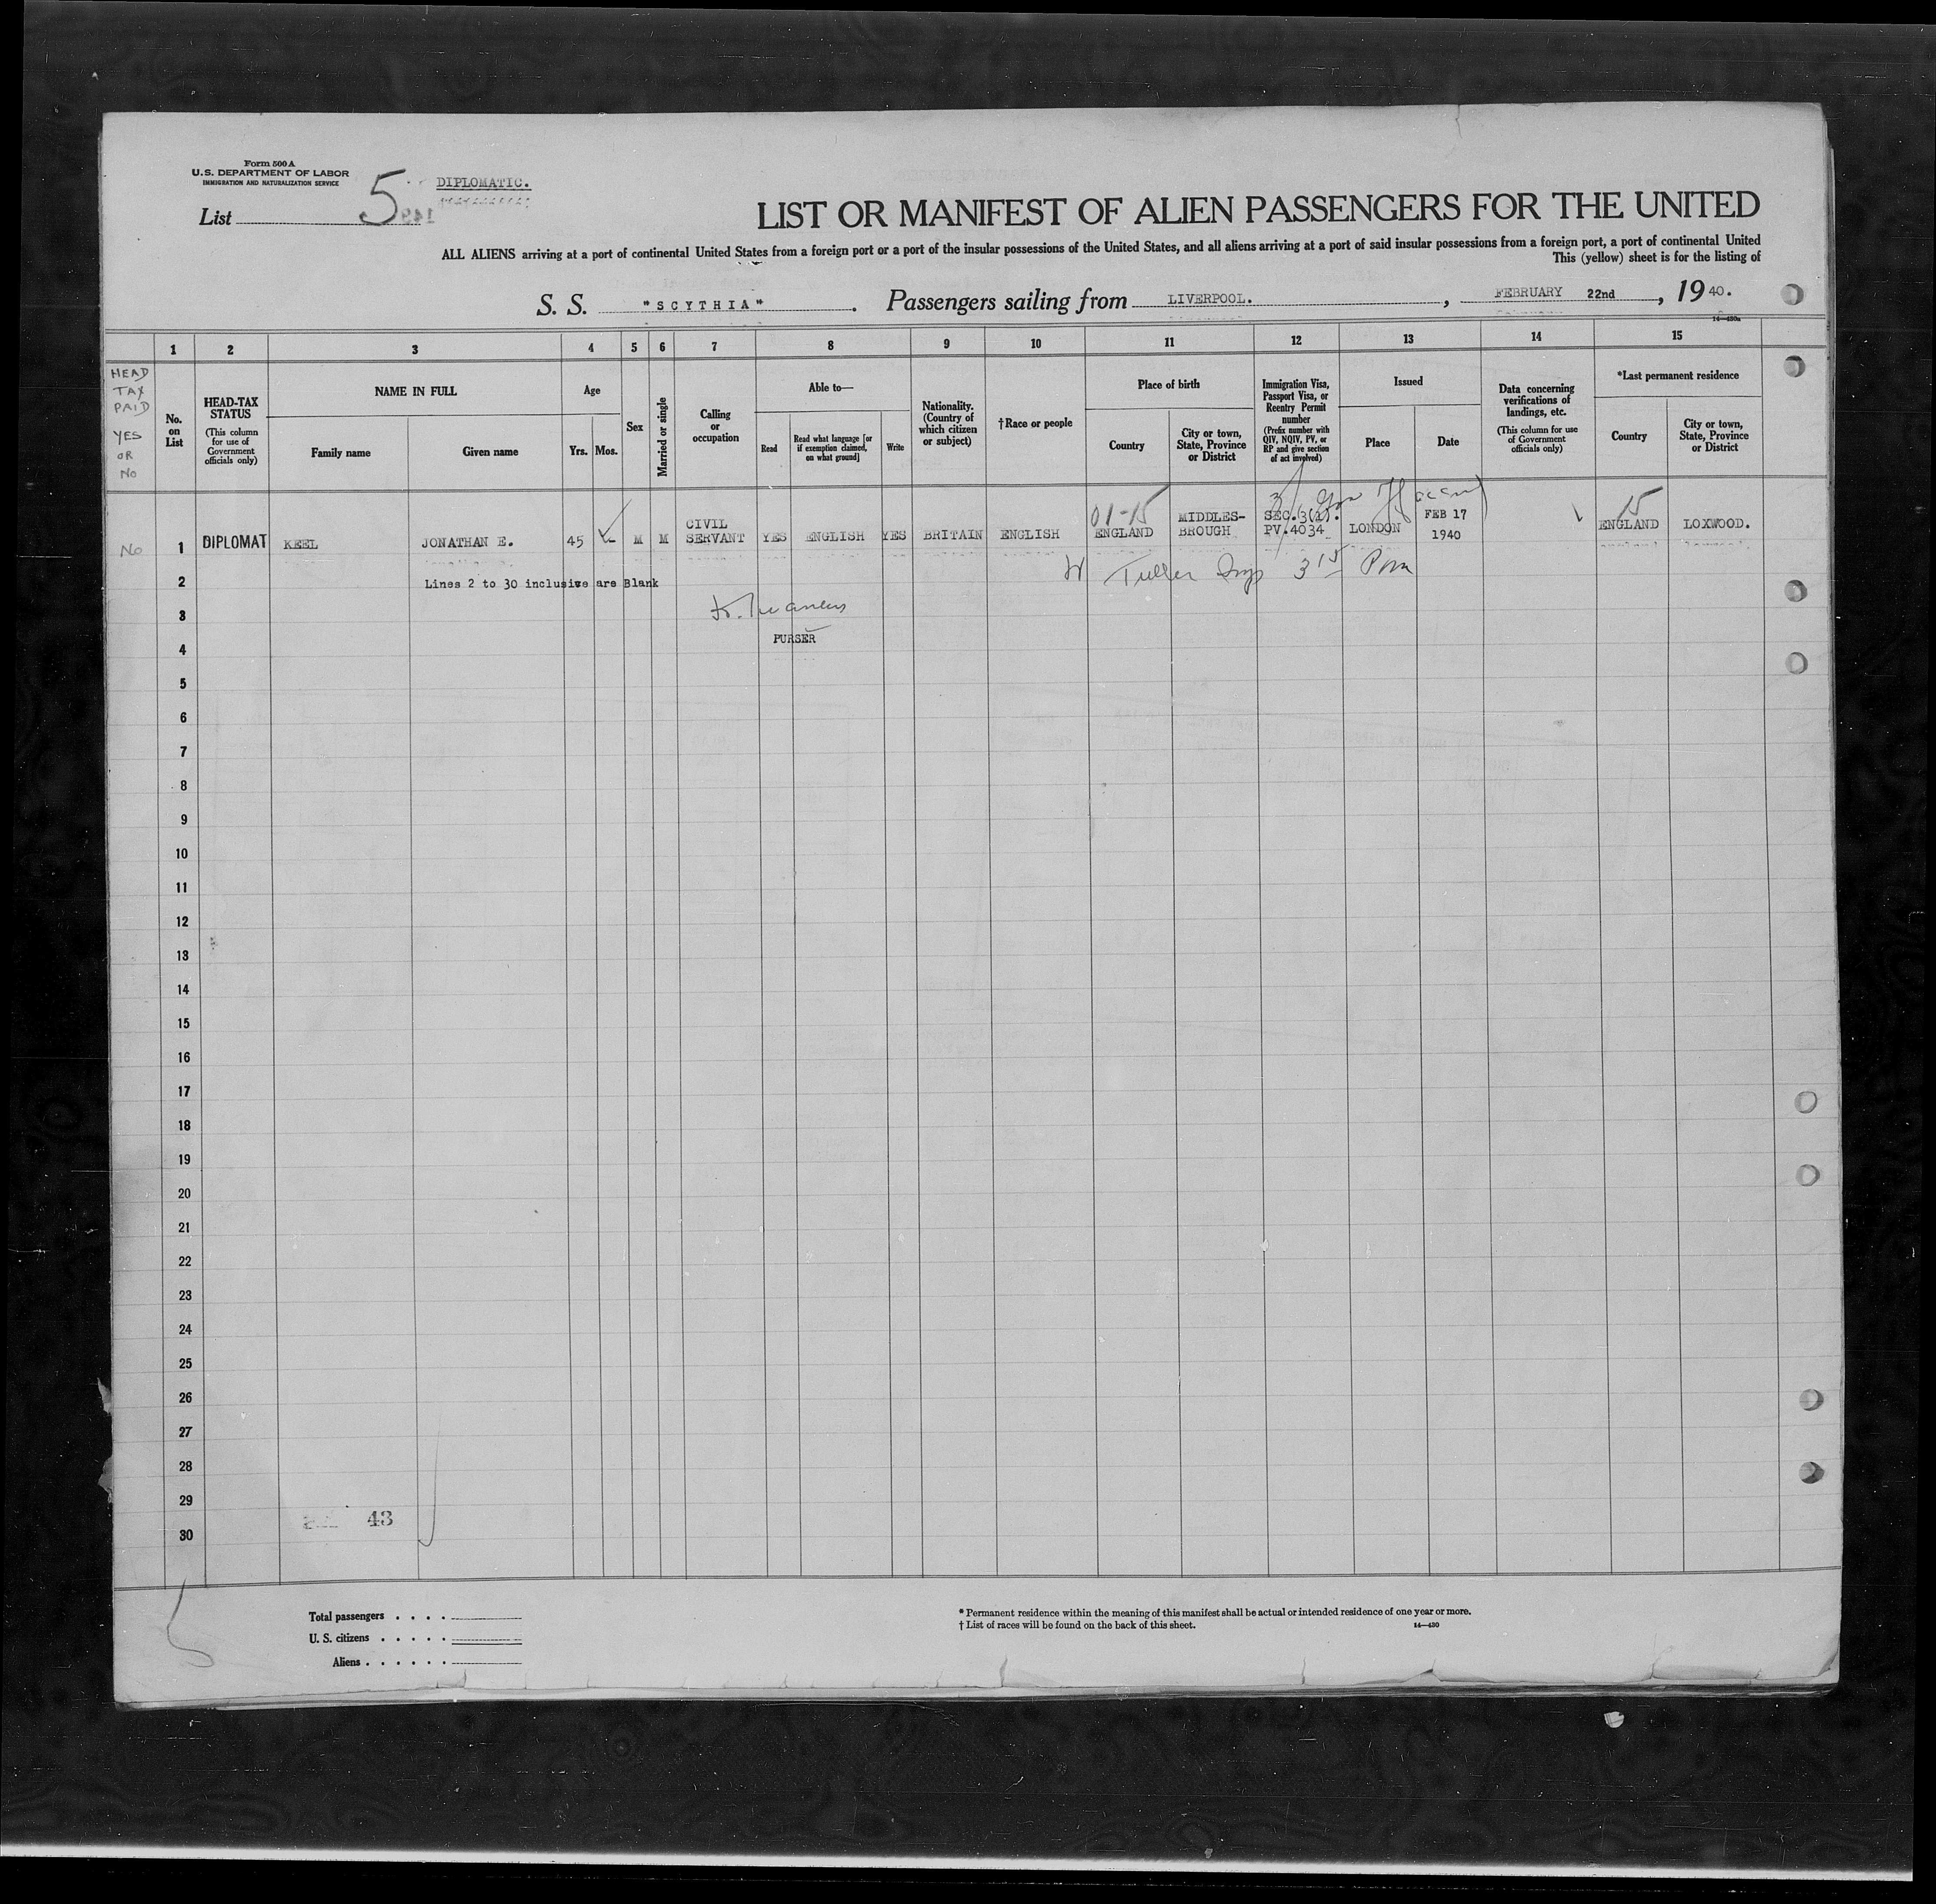 Form 500 A
U.S. DEPARTMENT OF LABOR
IMMIGRATION AND NATURALIZATION SERVICE
List 5
DIPLOMATIC.
LIST OR MANIFEST OF ALIEN PASSENGERS FOR THE UNITED
ALL ALIENS arriving at a port of continental United States from a foreign port or a port of the insular possessions of the United States, and all aliens arriving at a port of said insular possessions from a foreign port, a port of continental United
This (yellow) sheet is for the listing of
S. S. "SCYTHIA". Passengers sailing from LIVERPOOL., FEBRUARY 22nd, 1940.
14—430a
1 2 3 4 5 6 7 8 9 10 11 12 13 14 15
HEAD TAX PAID YES OR NO
No. on List
HEAD-TAX STATUS
(This column for use of Government officials only)
NAME IN FULL
Family name
Given name
Age
Yrs. Mos.
Sex
Married or single
Calling or occupation
Able to—
Read
Read what language [or if exemption claimed, on what ground]
Write
Nationality. (Country of which citizen or subject)
†Race or people
Place of birth
Country
City or town, State, Province or District
Immigration Visa, Passport Visa, or Reentry Permit number
(Prefix number with QIV, NQIV, PV, or RP and give section of act involved)
Issued
Place
Date
Data concerning verifications of landings, etc.
(This column for use of Government officials only)
*Last permanent residence
Country
City or town, State, Province or District
01-15
15
No 1 DIPLOMAT KEEL JONATHAN E. 45 M M CIVIL SERVANT YES ENGLISH YES BRITAIN ENGLISH ENGLAND MIDDLES-BROUGH SEC.3(1). PV.4034 LONDON FEB 17 1940 ENGLAND LOXWOOD.
2 Lines 2 to 30 inclusive are Blank
3 15 Pm
3
PURSER
4
5
6
7
8
9
10
11
12
13
14
15
16
17
18
19
20
21
22
23
24
25
26
27
28
29
43
30
Total passengers . . . .
U. S. citizens . . . . .
Aliens . . . . . .
* Permanent residence within the meaning of this manifest shall be actual or intended residence of one year or more.
† List of races will be found on the back of this sheet.
14—430